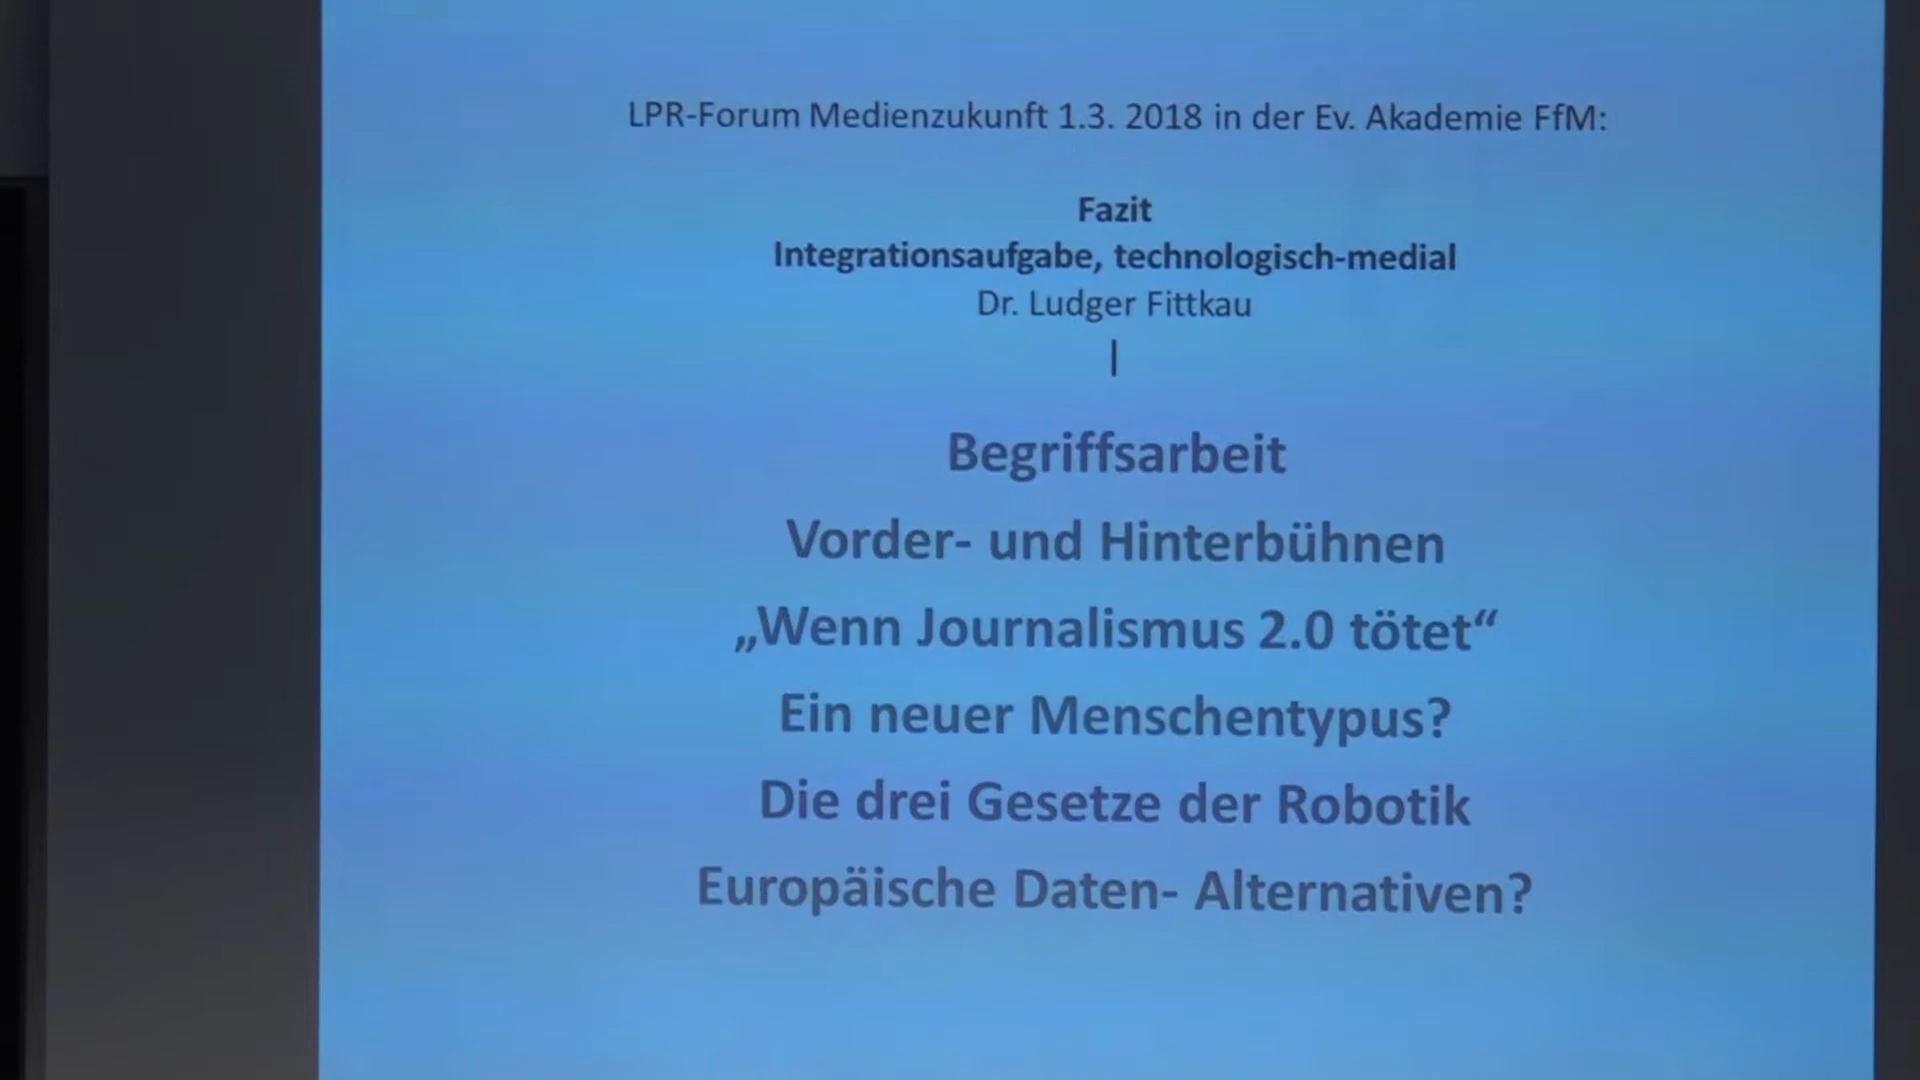 LPR-Forum Medienzukunft 1.3. 2018 in der Ev. Akademie FfM:
Fazit
Integrationsaufgabe, technologisch-medial
Dr. Ludger Fittkau
|
Begriffsarbeit
Vorder- und Hinterbühnen
„Wenn Journalismus 2.0 tötet“
Ein neuer Menschentypus?
Die drei Gesetze der Robotik
Europäische Daten- Alternativen?